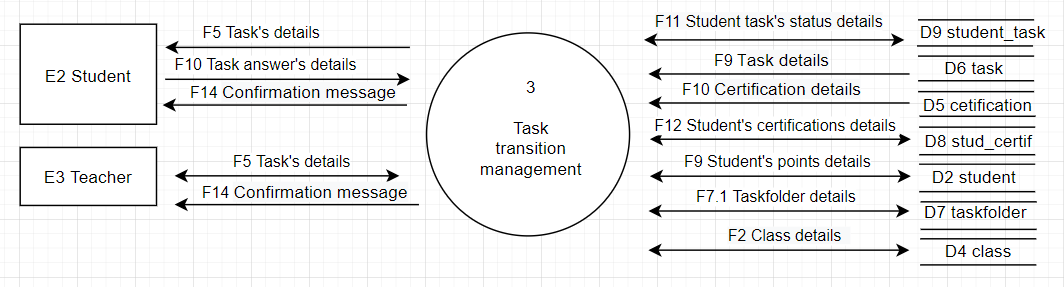 E2 Student
F5 Task's details
F10 Task answer's details
F14 Confirmation message
E3 Teacher
F5 Task's details
F14 Confirmation message
3
Task
transition
management
F11 Student task's status details
D9 student_task
F9 Task details
D6 task
F10 Certification details
D5 cetification
F12 Student's certifications details
D8 stud_certif
F9 Student's points details
D2 student
F7.1 Taskfolder details
D7 taskfolder
F2 Class details
D4 class